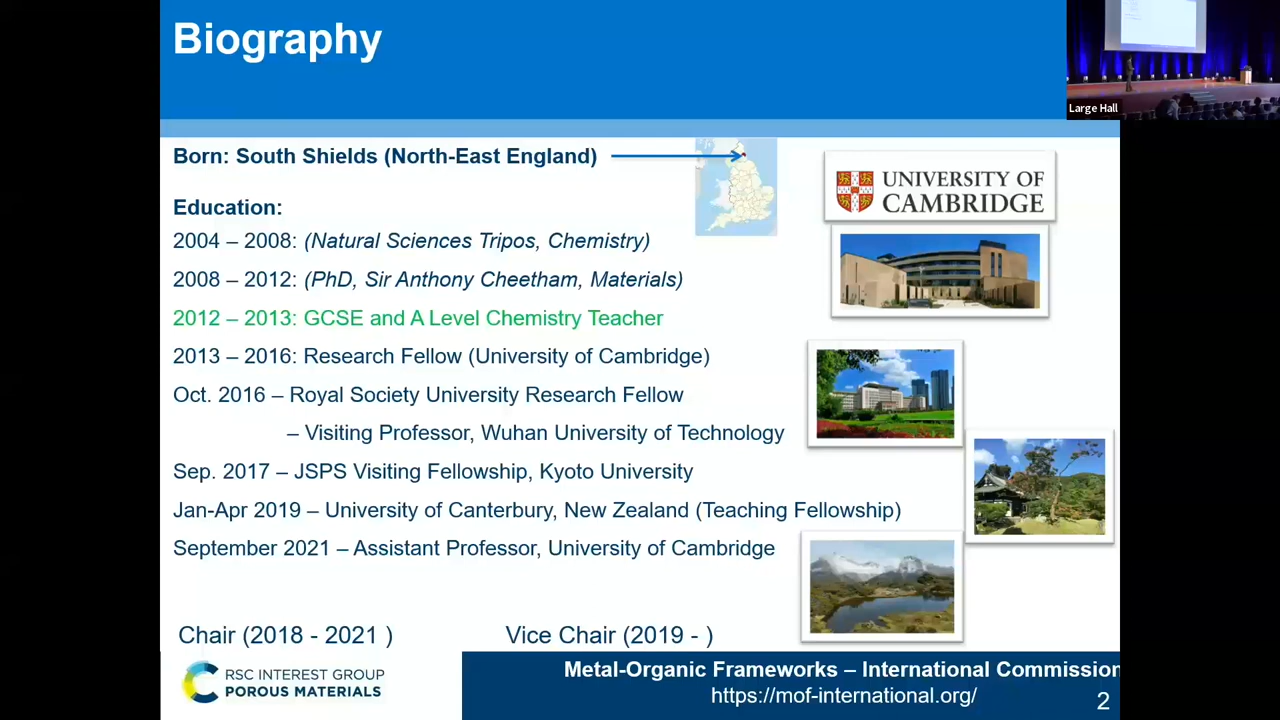 Biography
Large Hall
Born: South Shields (North-East England)
UNIVERSITY OF
CAMBRIDGE
Education:
2004 – 2008: (Natural Sciences Tripos, Chemistry)
2008 – 2012: (PhD, Sir Anthony Cheetham, Materials)
2012 – 2013: GCSE and A Level Chemistry Teacher
2013 – 2016: Research Fellow (University of Cambridge)
Oct. 2016 – Royal Society University Research Fellow
– Visiting Professor, Wuhan University of Technology
Sep. 2017 – JSPS Visiting Fellowship, Kyoto University
Jan-Apr 2019 – University of Canterbury, New Zealand (Teaching Fellowship)
September 2021 – Assistant Professor, University of Cambridge
Chair (2018 - 2021 )
Vice Chair (2019 - )
RSC INTEREST GROUP
POROUS MATERIALS
Metal-Organic Frameworks – International Commission
https://mof-international.org/
2